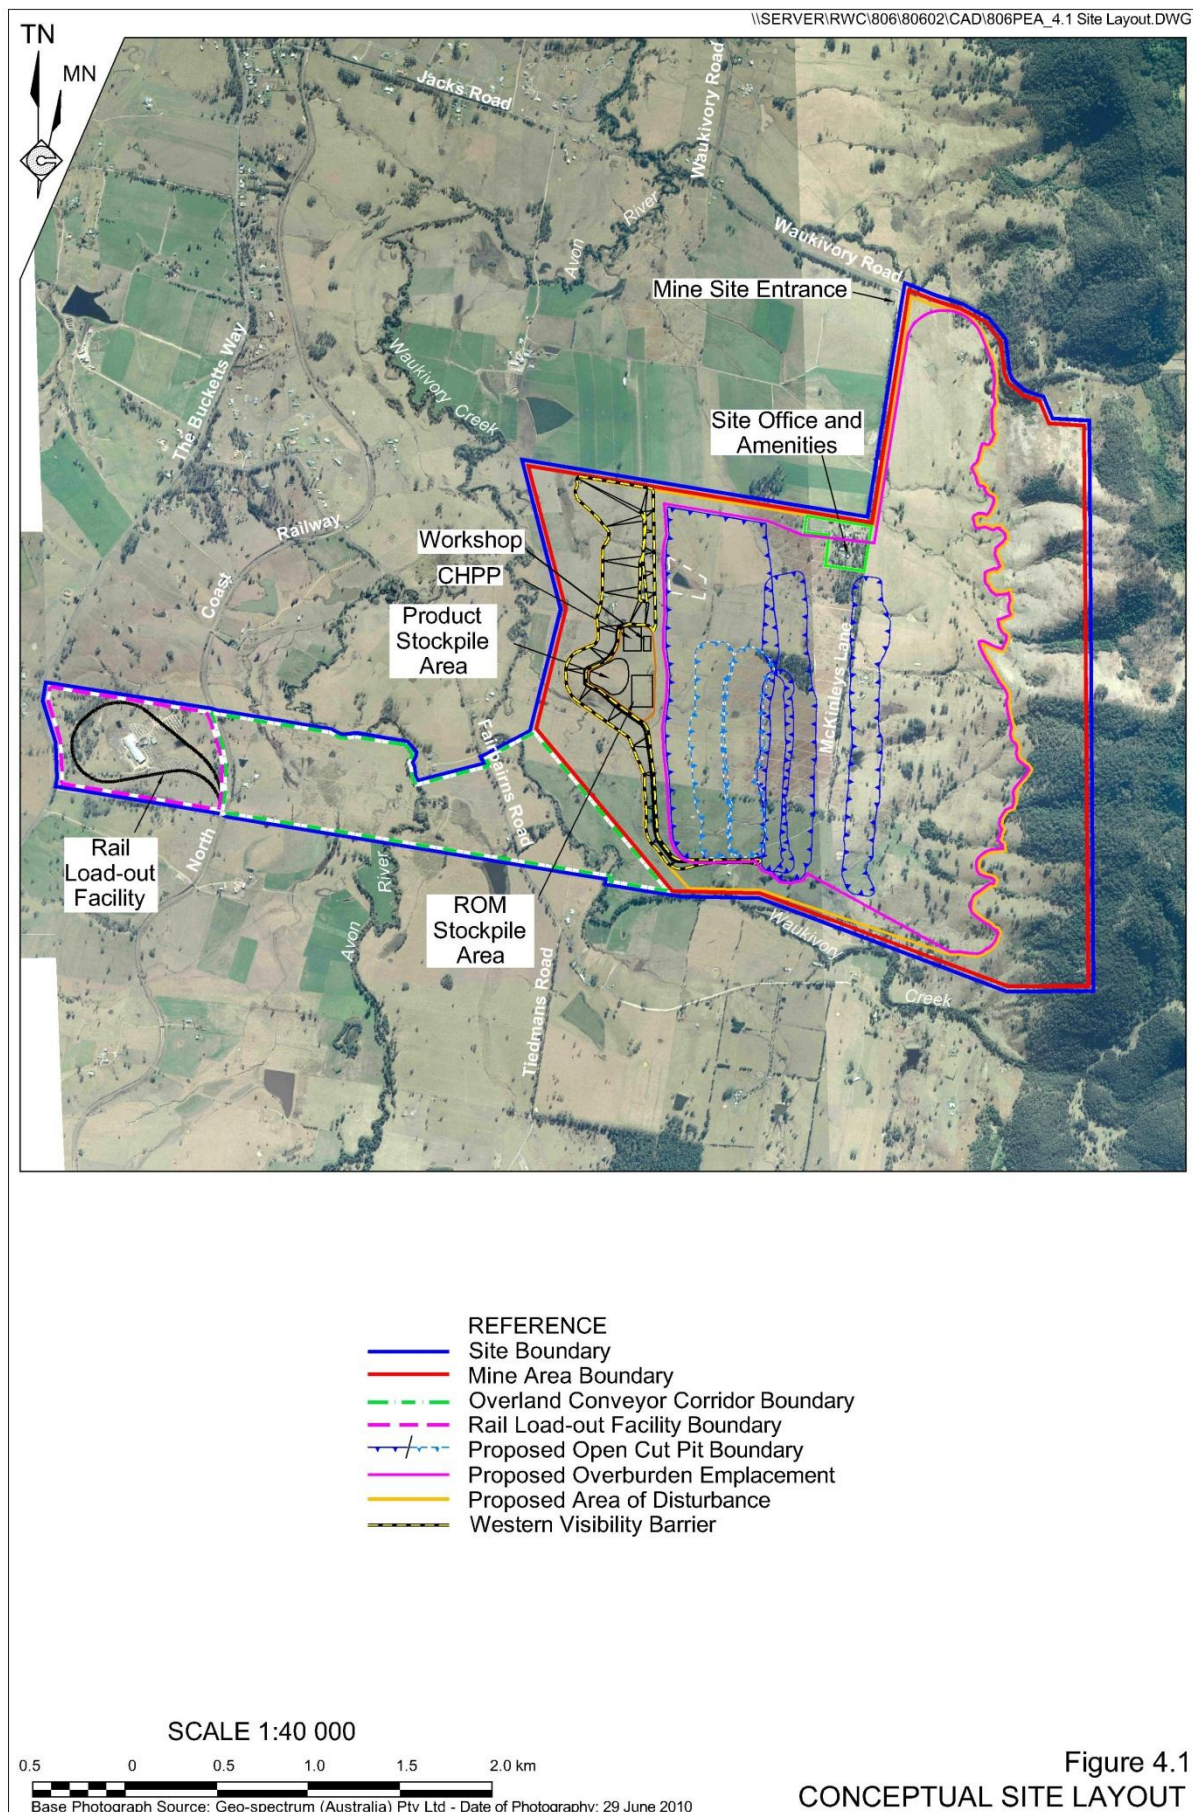 \\SERVER\RWC\806\80602\CAD\806PEA_4.1 Site Layout.DWG
TN
MN
Jacks Road
Waukivory Road
Avon River
Waukivory Road
Mine Site Entrance
The Bucketts Way
Waukivory Creek
Site Office and
Amenities
Railway
Workshop
CHPP
Coast
Product
Stockpile
Area
McKinleys Lane
Fairbairns Road
Rail
Load-out
Facility
North
River
Avon
ROM
Stockpile
Area
Waukivory
Creek
Tiedmans Road
REFERENCE
Site Boundary
Mine Area Boundary
Overland Conveyor Corridor Boundary
Rail Load-out Facility Boundary
Proposed Open Cut Pit Boundary
Proposed Overburden Emplacement
Proposed Area of Disturbance
Western Visibility Barrier
SCALE 1:40 000
0.5 0 0.5 1.0 1.5 2.0 km
Base Photograph Source: Geo-spectrum (Australia) Pty Ltd - Date of Photography: 29 June 2010
Figure 4.1
CONCEPTUAL SITE LAYOUT